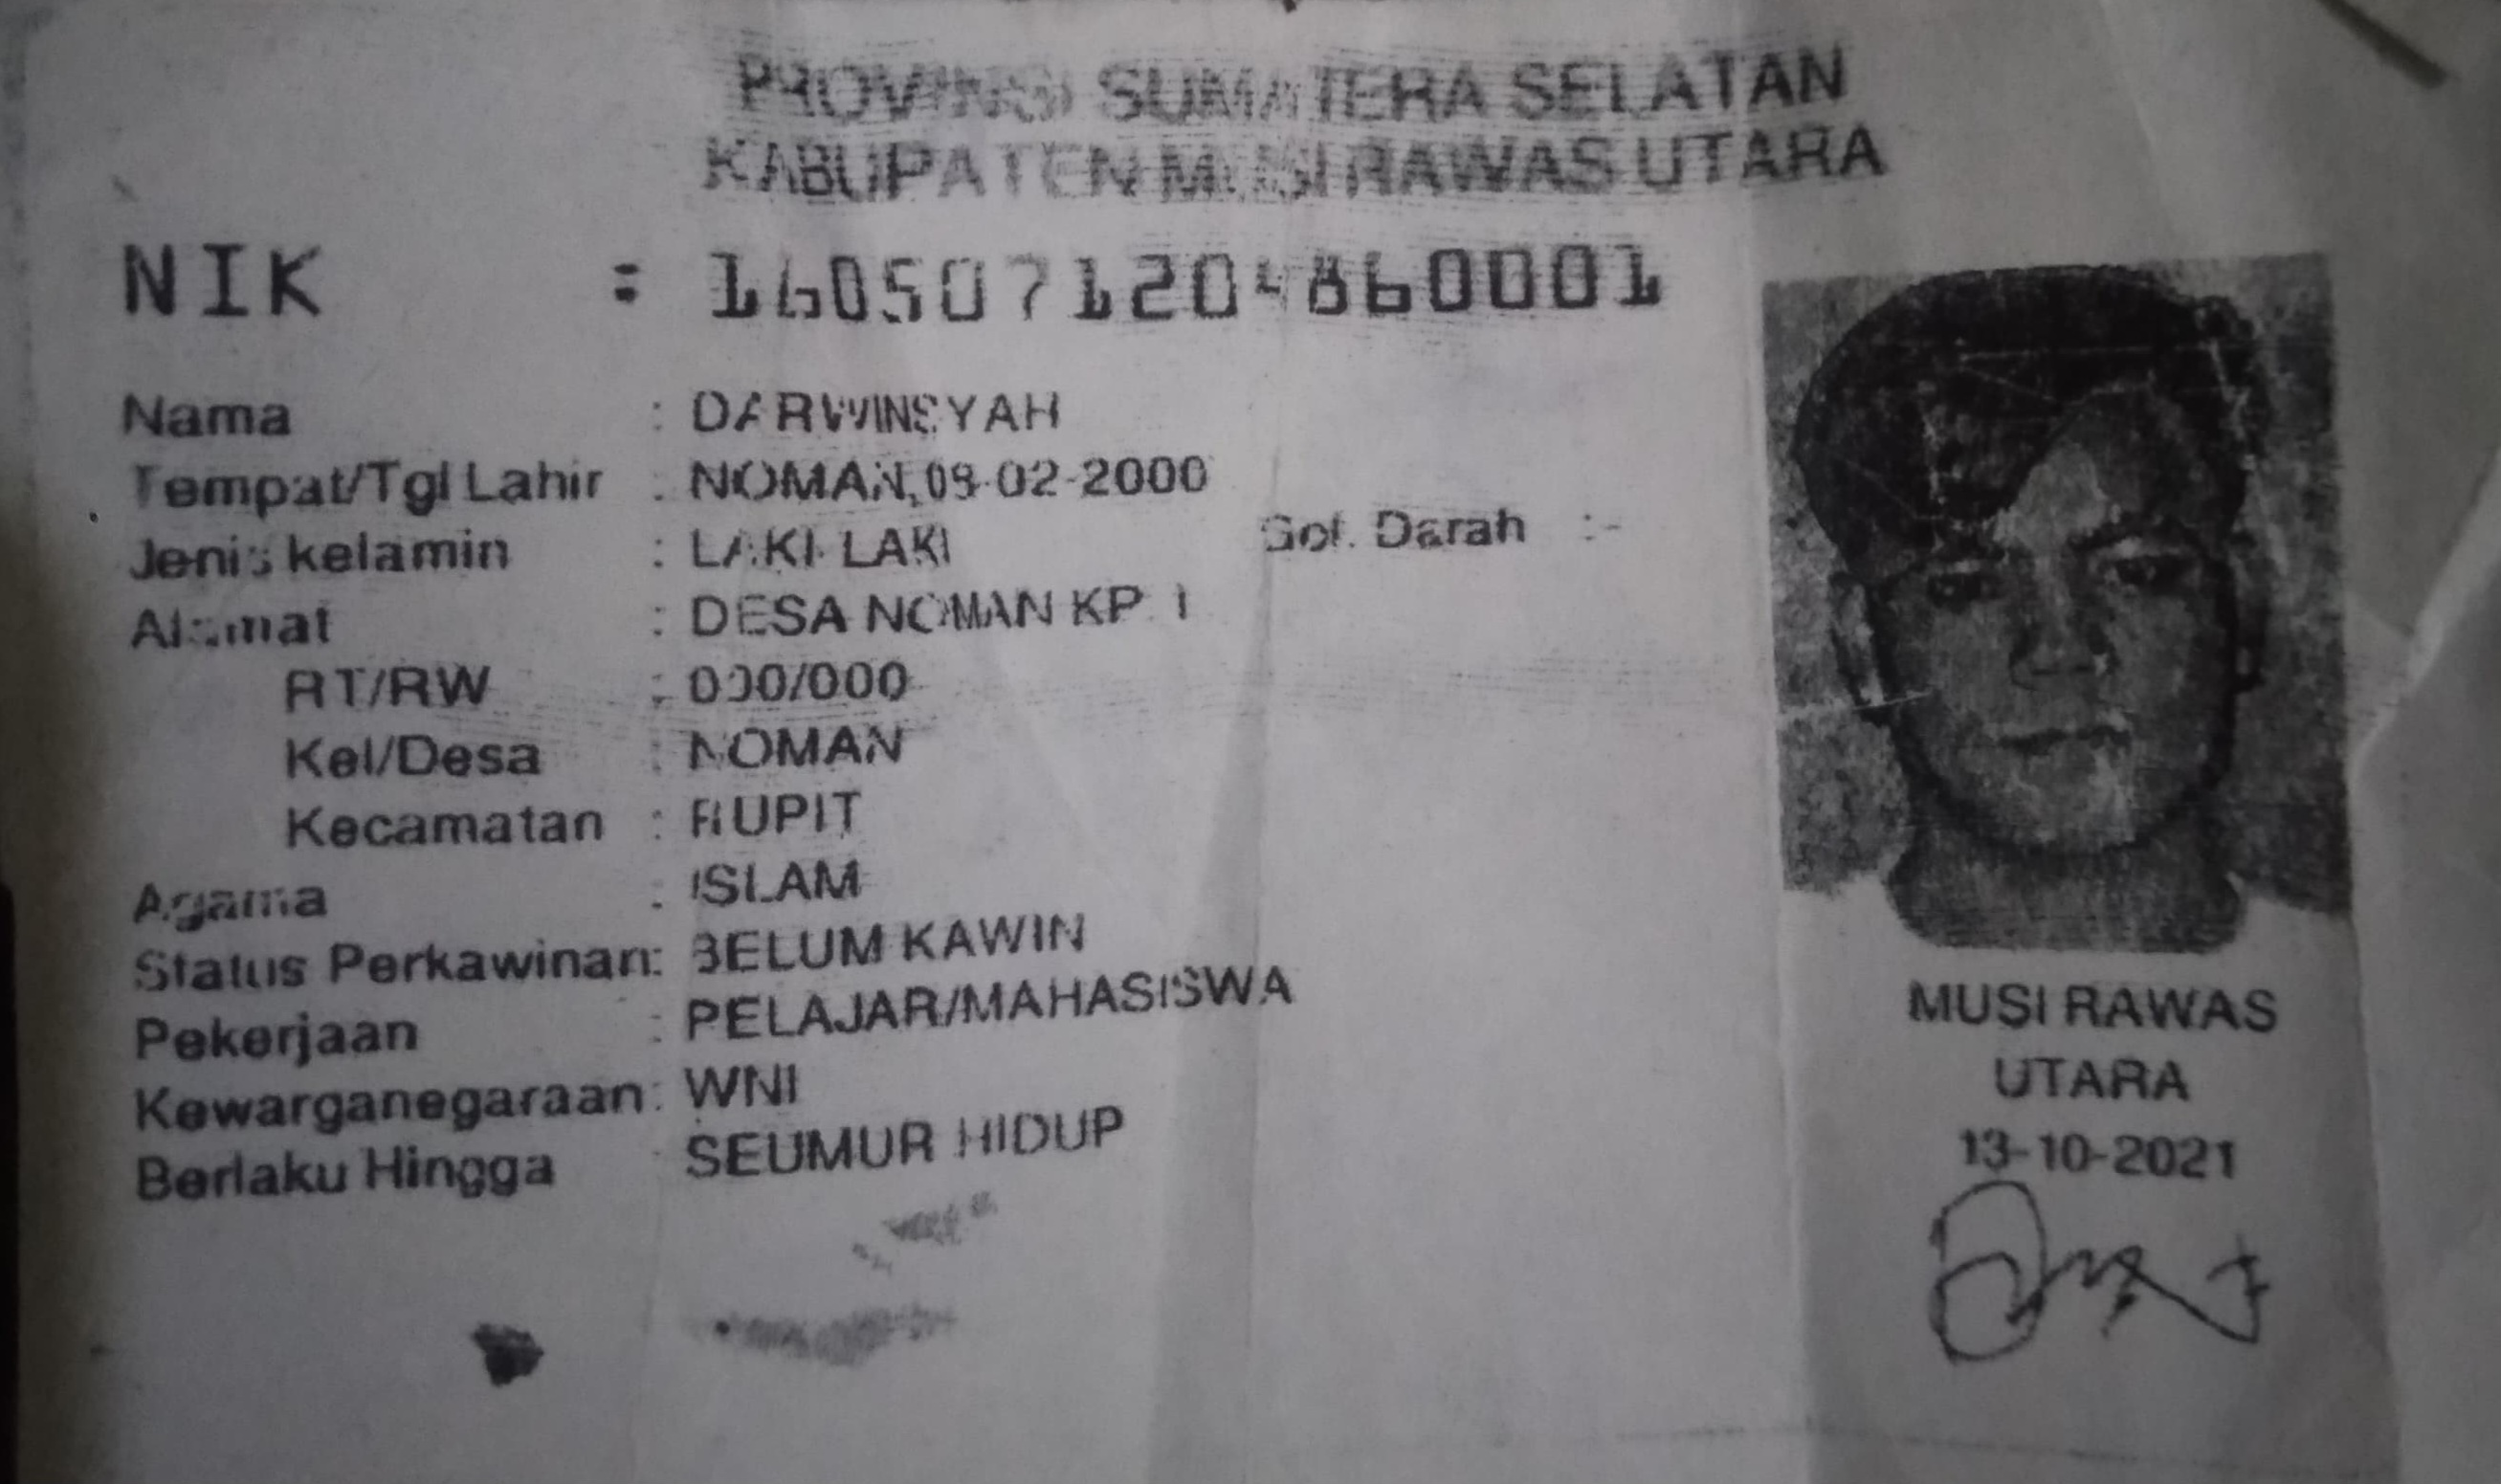 PROVINSI SUMATERA SELATAN
KABUPATEN MUSI RAWAS UTARA
NIK : 1605071204860001
Nama : DARWINSYAH
Tempat/Tgl Lahir : NOMAN, 09-02-2000
Jenis kelamin : LAKI-LAKI Gol. Darah :-
Alamat : DESA NOMAN KP. I
RT/RW : 000/000
Kel/Desa : NOMAN
Kecamatan : RUPIT
Agama : ISLAM
Status Perkawinan: BELUM KAWIN
Pekerjaan : PELAJAR/MAHASISWA
Kewarganegaraan: WNI
Berlaku Hingga : SEUMUR HIDUP
MUSI RAWAS
UTARA
13-10-2021